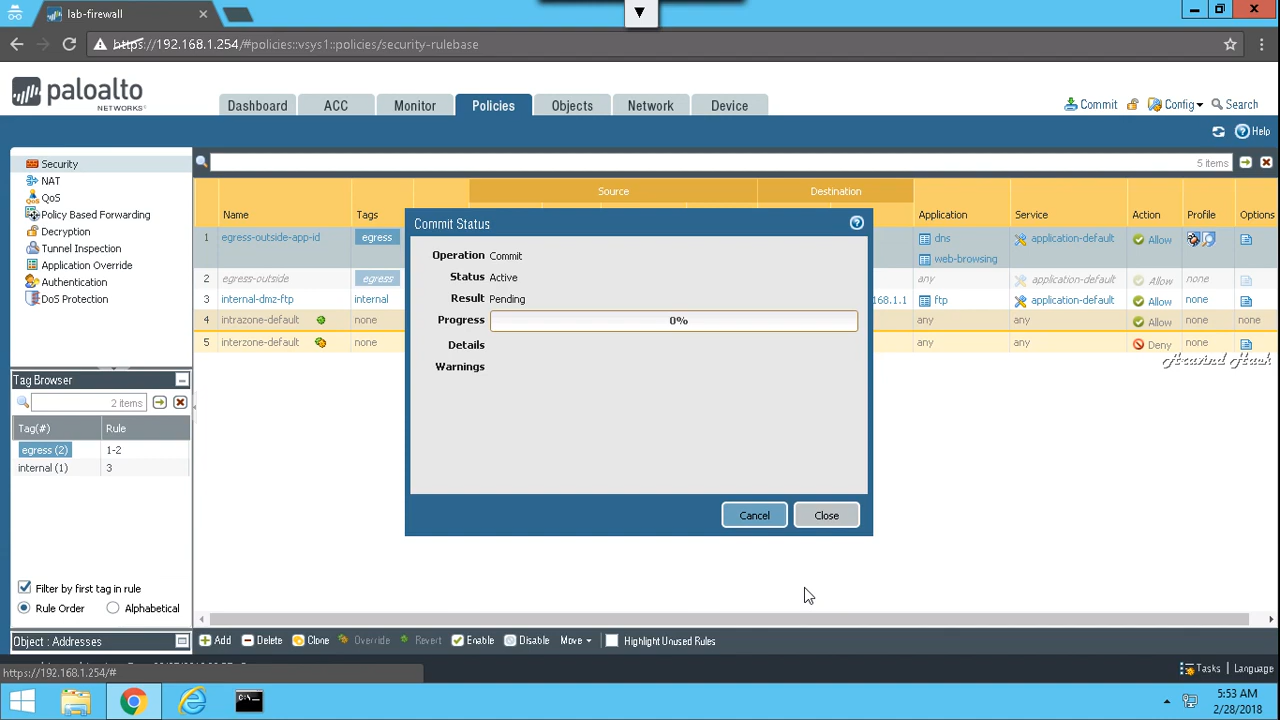 lab-firewall
https://192.168.1.254/#policies::vsys1::policies/security-rulebase
paloalto
NETWORKS
Dashboard ACC Monitor Policies Objects Network Device
Commit Config Search
Help
Security
NAT
QoS
Policy Based Forwarding
Decryption
Tunnel Inspection
Application Override
Authentication
DoS Protection
5 items
Source Destination
Name Tags Application Service Action Profile Options
1 egress-outside-app-id egress dns application-default Allow
web-browsing
2 egress-outside egress any application-default Allow none
3 internal-dmz-ftp internal 168.1.1 ftp application-default Allow none
4 intrazone-default none any any Allow none none
5 interzone-default none any any Deny none
Aravind Hack
Commit Status
Operation Commit
Status Active
Result Pending
Progress 0%
Details
Warnings
Cancel Close
Tag Browser
2 items
Tag(#) Rule
egress (2) 1-2
internal (1) 3
Filter by first tag in rule
Rule Order Alphabetical
Object : Addresses
Add Delete Clone Override Revert Enable Disable Move Highlight Unused Rules
https://192.168.1.254/#
Tasks Language
5:53 AM
2/28/2018